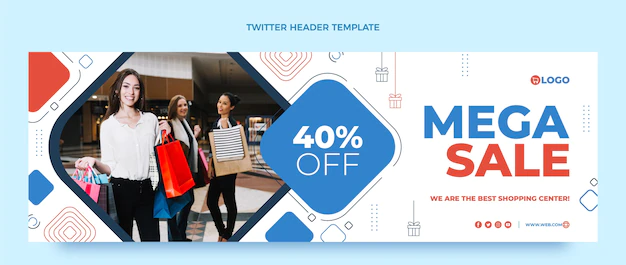 TWITTER HEADER TEMPLATE
LOGO
40%
OFF
MEGA
SALE
WE ARE THE BEST SHOPPING CENTER!
WWW.WEB.COM